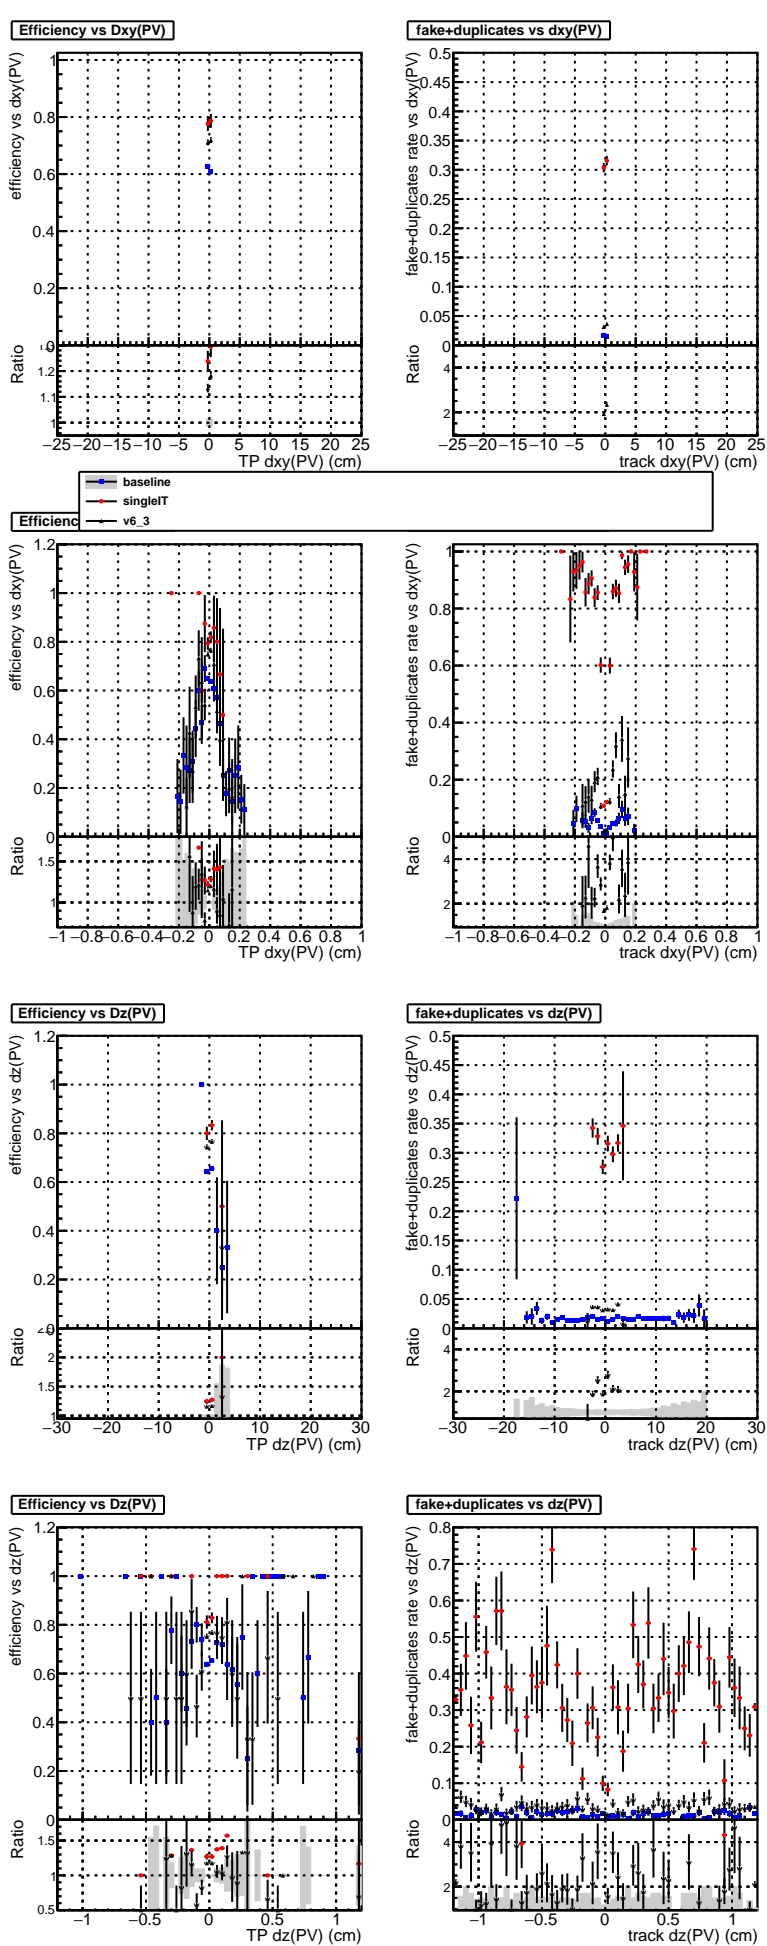 Efficiency vs Dxy(PV)
fake+duplicates vs dxy(PV)
efficiency vs dxy(PV)
1
0.8
0.6
0.4
0.2
0
fake+duplicates rate vs dxy(PV)
0.5
0.45
0.4
0.35
0.3
0.25
0.2
0.15
0.1
0.05
0
Ratio
1.2
1.1
1
Ratio
4
2
−25 −20 −15 −10 −5 0 5 10 15 20 25
TP dxy(PV) (cm)
−25 −20 −15 −10 −5 0 5 10 15 20 25
track dxy(PV) (cm)
baseline
singleIT
v6_3
Efficienc
efficiency vs dxy(PV)
1.2
1
0.8
0.6
0.4
0.2
0
fake+duplicates rate vs dxy(PV)
1
0.8
0.6
0.4
0.2
0
Ratio
1.5
1
Ratio
4
2
−1 −0.8 −0.6 −0.4 −0.2 0 0.2 0.4 0.6 0.8 1
TP dxy(PV) (cm)
−1 −0.8 −0.6 −0.4 −0.2 0 0.2 0.4 0.6 0.8 1
track dxy(PV) (cm)
Efficiency vs Dz(PV)
fake+duplicates vs dz(PV)
efficiency vs dz(PV)
1.2
1
0.8
0.6
0.4
0.2
0
fake+duplicates rate vs dz(PV)
0.5
0.45
0.4
0.35
0.3
0.25
0.2
0.15
0.1
0.05
0
Ratio
2
1.5
1
Ratio
4
2
−30 −20 −10 0 10 20 30
TP dz(PV) (cm)
−30 −20 −10 0 10 20 30
track dz(PV) (cm)
Efficiency vs Dz(PV)
fake+duplicates vs dz(PV)
efficiency vs dz(PV)
1.2
1
0.8
0.6
0.4
0.2
0
fake+duplicates rate vs dz(PV)
0.8
0.7
0.6
0.5
0.4
0.3
0.2
0.1
0
Ratio
1.5
1
0.5
Ratio
4
2
−1 −0.5 0 0.5 1
TP dz(PV) (cm)
−1 −0.5 0 0.5 1
track dz(PV) (cm)